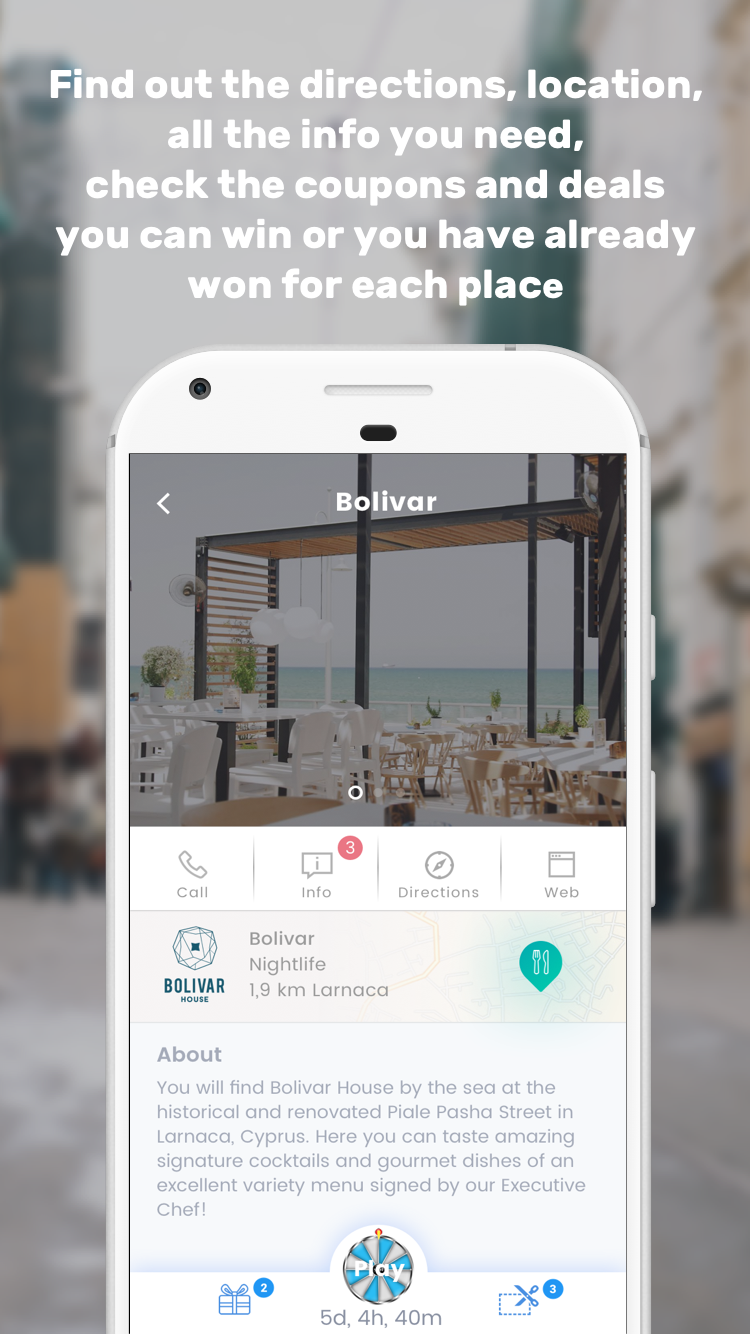 Find out the directions, location,
all the info you need,
check the coupons and deals
you can win or you have already
won for each place
Bolivar
3
Call
Info
Directions
Web
BOLIVAR
HOUSE
Bolivar
Nightlife
1,9 km Larnaca
About
You will find Bolivar House by the sea at the
historical and renovated Piale Pasha Street in
Larnaca, Cyprus. Here you can taste amazing
signature cocktails and gourmet dishes of an
excellent variety menu signed by our Executive
Chef!
2
Play
3
5d, 4h, 40m